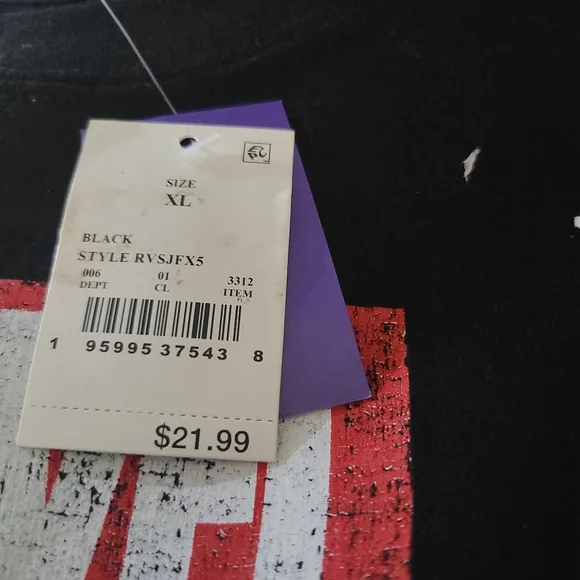 SIZE
XL
BLACK
STYLE RVSJFX5
006 01 3312
DEPT CL ITEM
1 95995 37543 8
$21.99